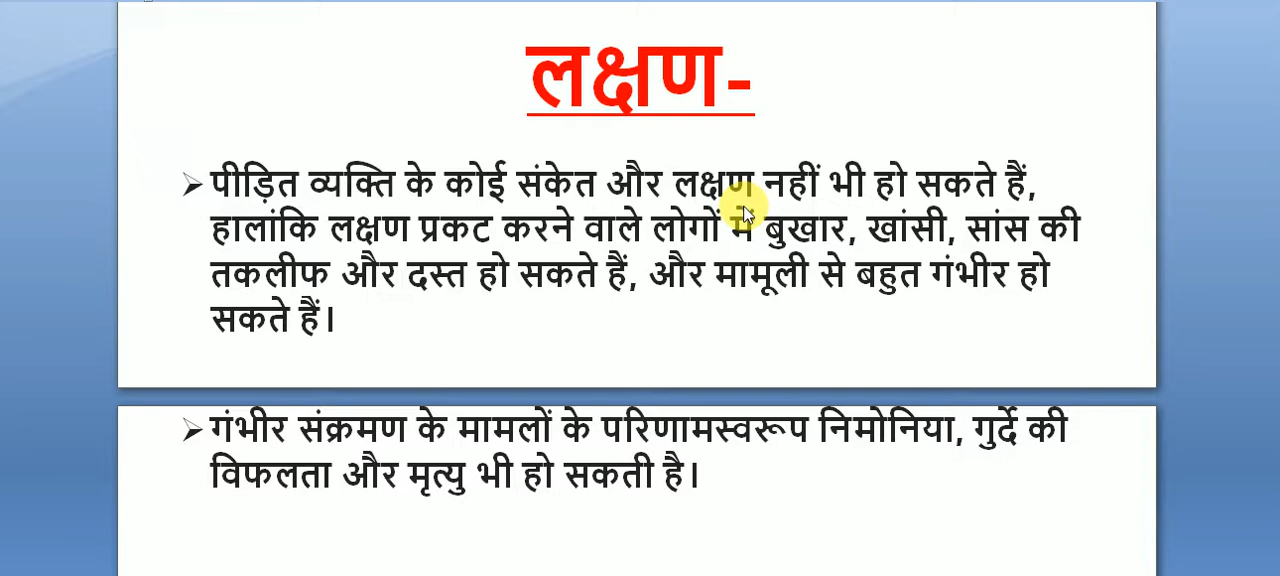 लक्षण-
➢ पीड़ित व्यक्ति के कोई संकेत और लक्षण नहीं भी हो सकते हैं,
हालांकि लक्षण प्रकट करने वाले लोगों में बुखार, खांसी, सांस की
तकलीफ और दस्त हो सकते हैं, और मामूली से बहुत गंभीर हो
सकते हैं।
➢ गंभीर संक्रमण के मामलों के परिणामस्वरूप निमोनिया, गुर्दे की
विफलता और मृत्यु भी हो सकती है।